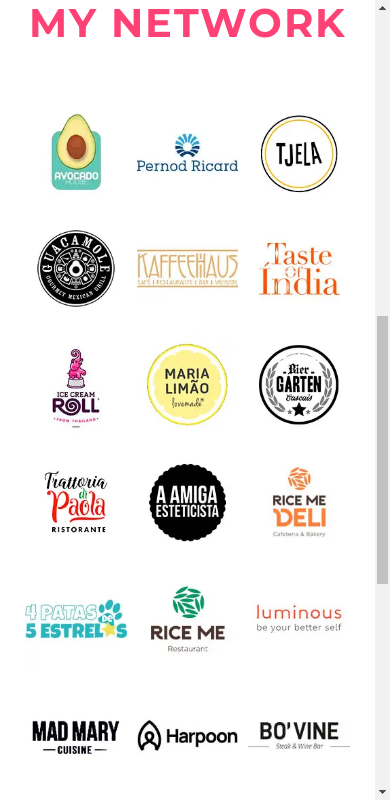 MY NETWORK
AVOCADO
HOUSE
Pernod Ricard
TJELA
GUACAMOLE
GOURMET MEXICAN GRILL
KAFFEEHAUS
CAFÉ | RESTAURANTE | BAR |
Taste
OF
India
ICE CREAM
ROLL
FROM THAILAND
MARIA
LIMÃO
lovemade
Bier
GARTEN
Cascais
Trattoria
di
Paola
RISTORANTE
A AMIGA
ESTETICISTA
RICE ME
DELI
Cafeteria & Bakery
4 PATAS
DE
5 ESTRELAS
RICE ME
Restaurant
luminous
be your better self
MAD MARY
CUISINE
Harpoon
BO'VINE
Steak & Wine Bar